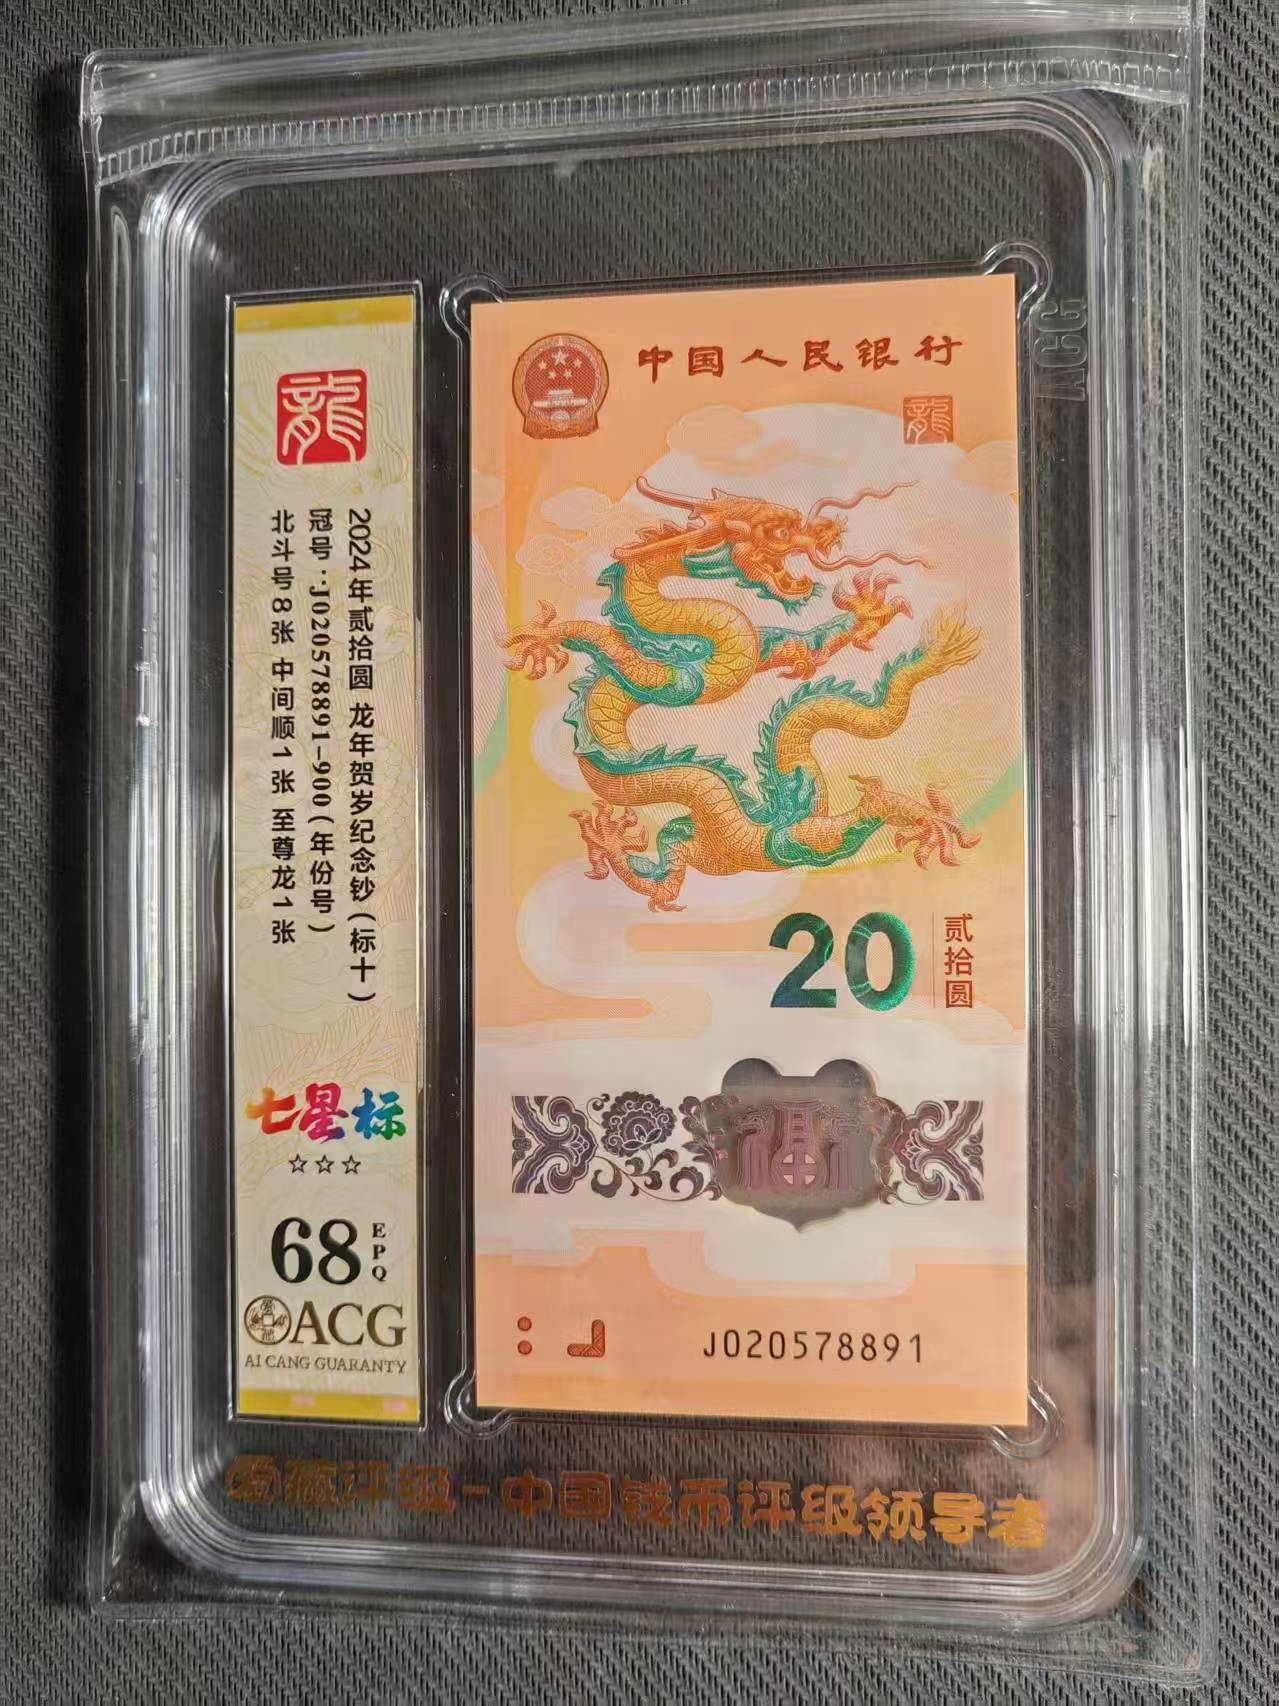 龍
2024年贰拾圆 龙年贺岁纪念钞(标十)
冠号:J020578891-900(年份号)
北斗号8张 中间顺1张 至尊龙1张
七星标
☆☆☆
68 EPQ
ACG
AI CANG GUARANTY
中国人民银行
龍
20 贰拾圆
福
J020578891
爱藏评级-中国钱币评级领导者
ACG